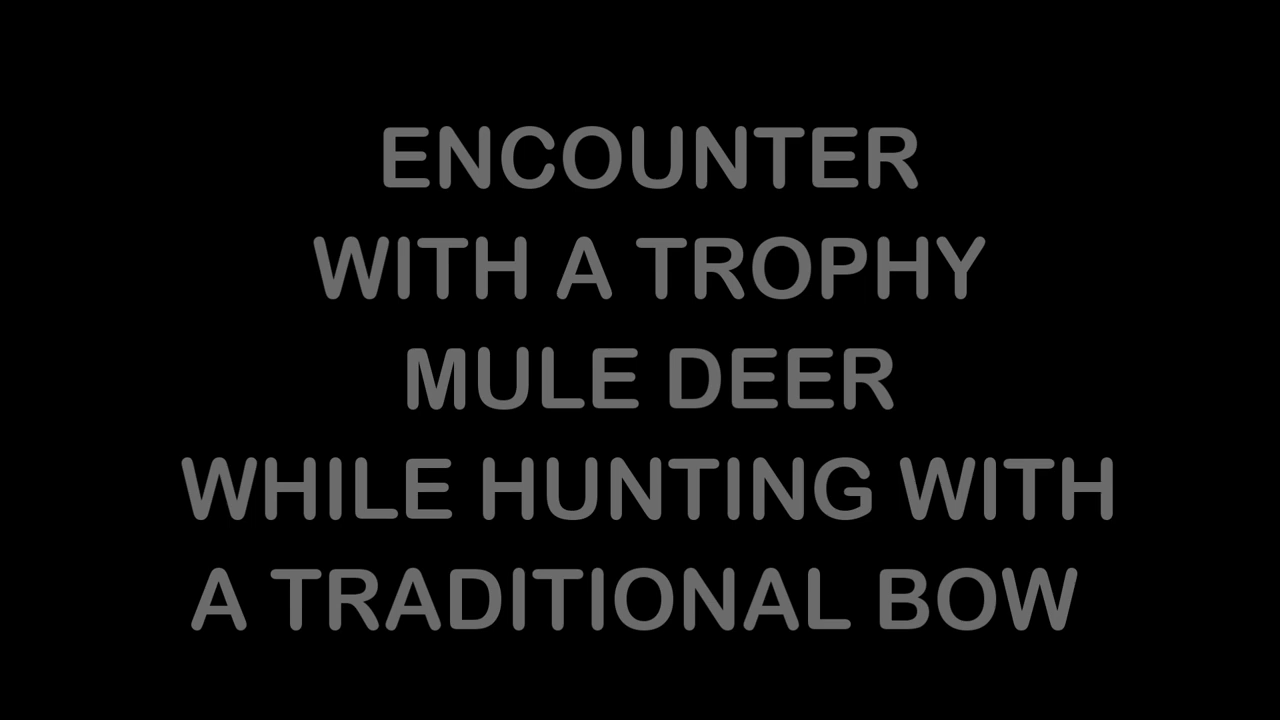 ENCOUNTER
WITH A TROPHY
MULE DEER
WHILE HUNTING WITH
A TRADITIONAL BOW